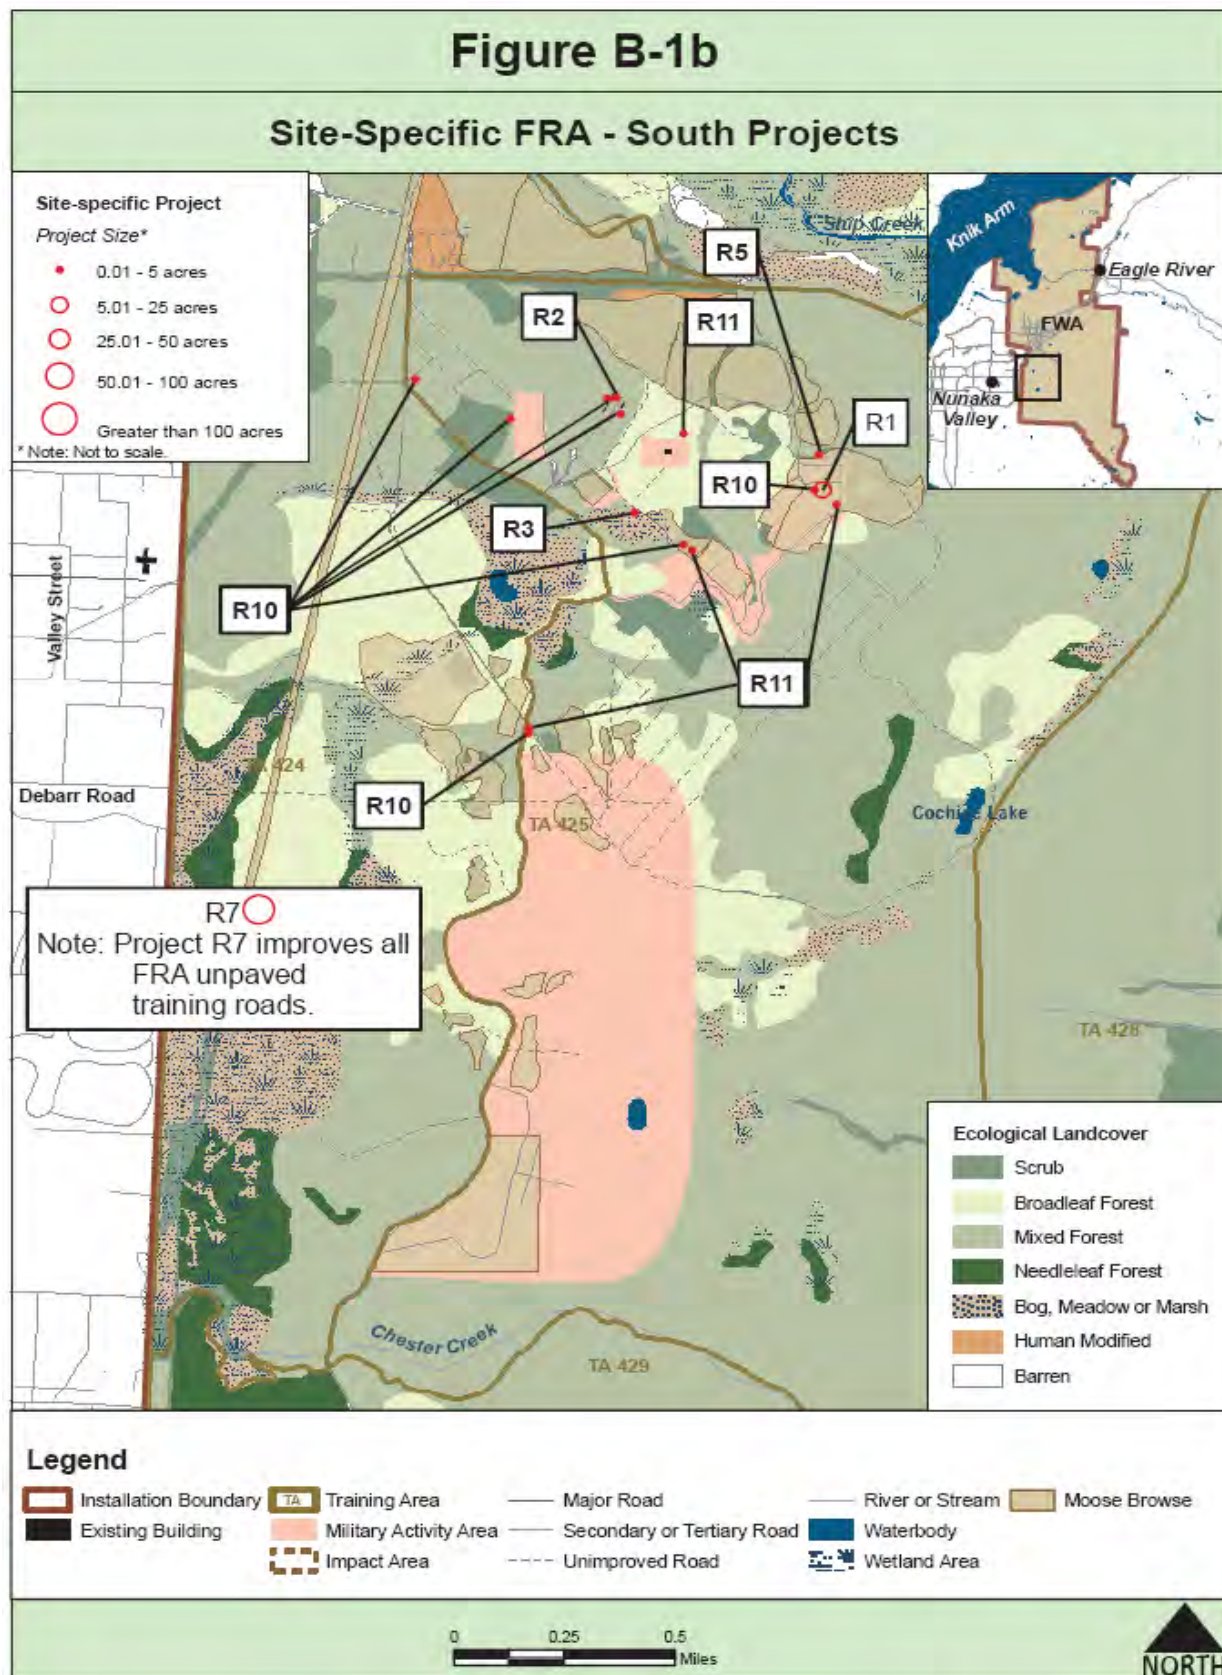 Figure B-1b
Site-Specific FRA - South Projects
Site-specific Project
Project Size*
0.01 - 5 acres
5.01 - 25 acres
25.01 - 50 acres
50.01 - 100 acres
Greater than 100 acres
* Note: Not to scale.
Ship Creek
Knik Arm
Eagle River
FWA
Nunaka
Valley
R5
R2
R11
R1
R10
R3
R10
R11
R10
Valley Street
Debarr Road
TA 424
TA 425
Cochise Lake
R7
Note: Project R7 improves all
FRA unpaved
training roads.
TA 428
Chester Creek
TA 429
Ecological Landcover
Scrub
Broadleaf Forest
Mixed Forest
Needleleaf Forest
Bog, Meadow or Marsh
Human Modified
Barren
Legend
Installation Boundary
TA
Training Area
Major Road
River or Stream
Moose Browse
Existing Building
Military Activity Area
Secondary or Tertiary Road
Waterbody
Impact Area
Unimproved Road
Wetland Area
0 0.25 0.5
Miles
NORTH